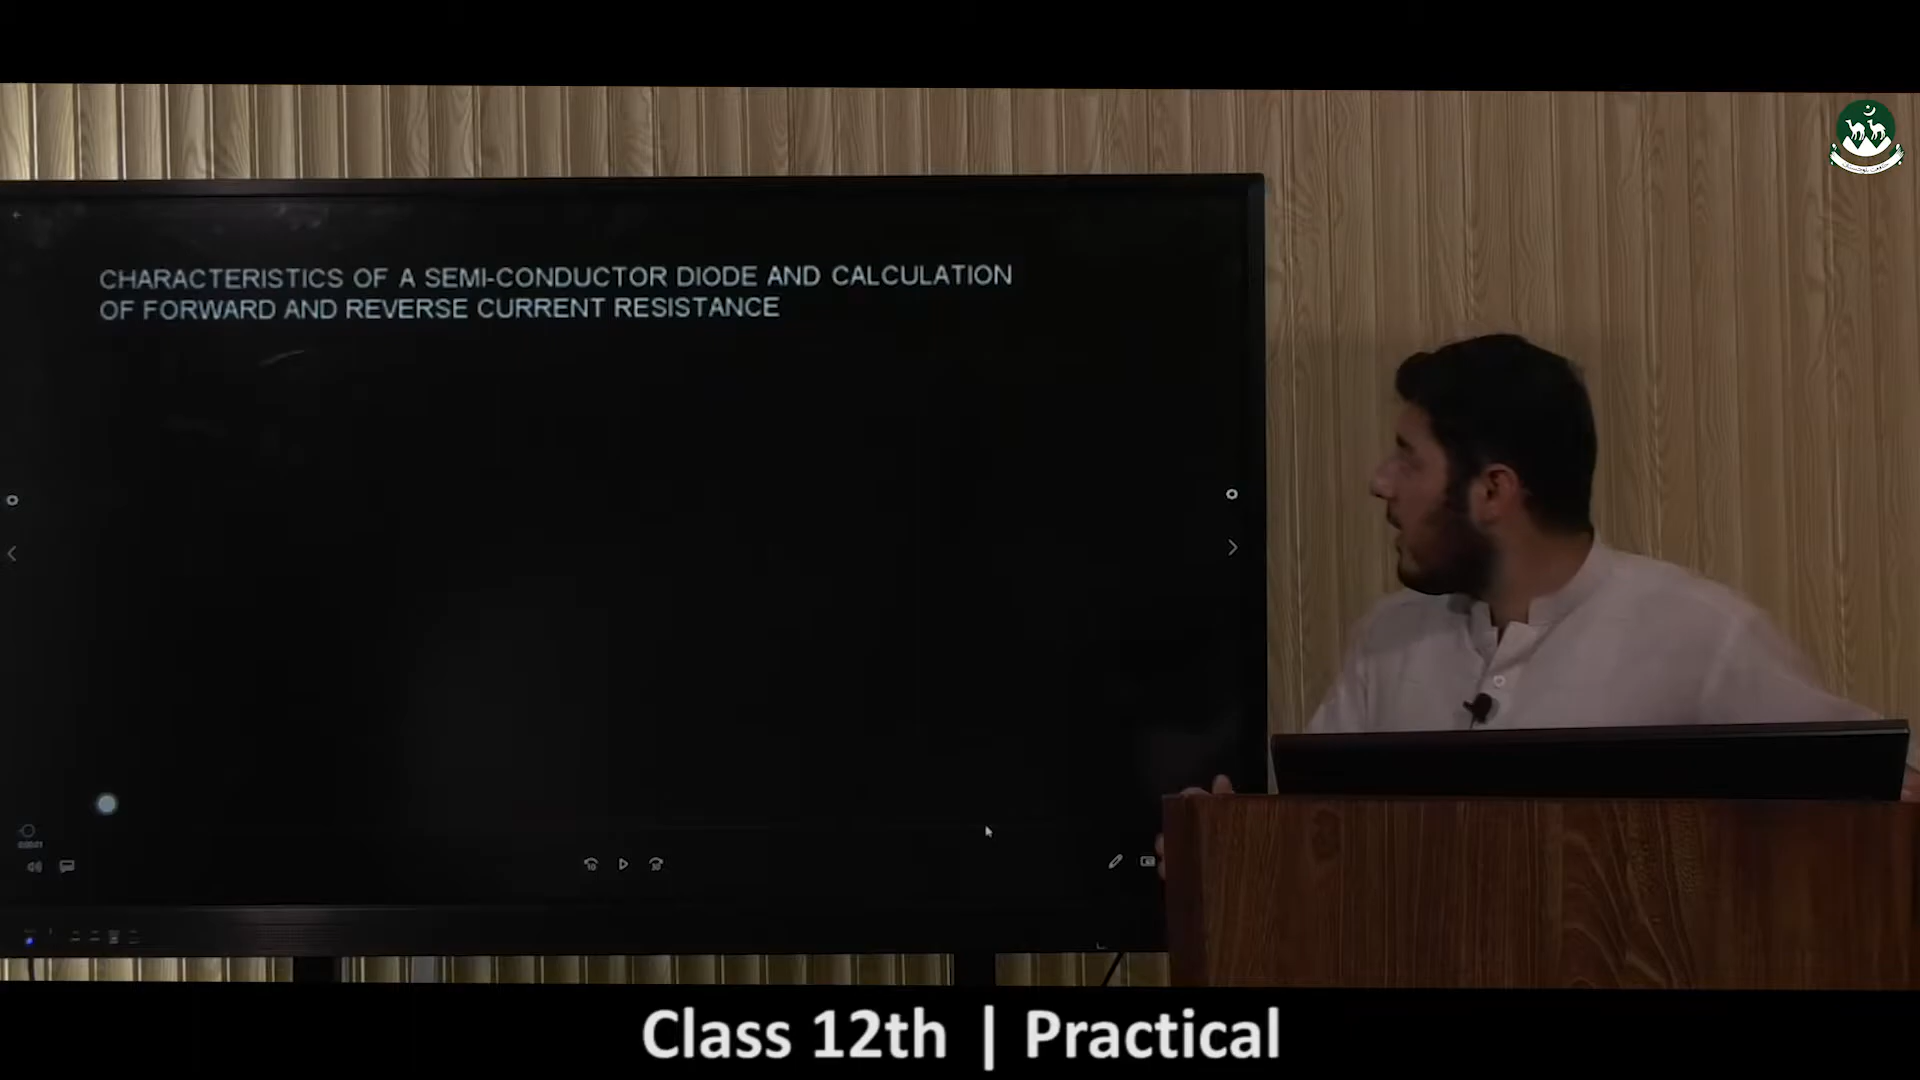 CHARACTERISTICS OF A SEMI-CONDUCTOR DIODE AND CALCULATION
OF FORWARD AND REVERSE CURRENT RESISTANCE
Class 12th | Practical